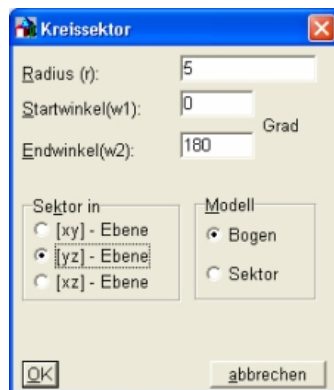 Kreissektor
Radius (r): 5
Startwinkel(w1): 0
Grad
Endwinkel(w2): 180
Sektor in
[xy] - Ebene
[yz] - Ebene
[xz] - Ebene
Modell
Bogen
Sektor
OK
abbrechen